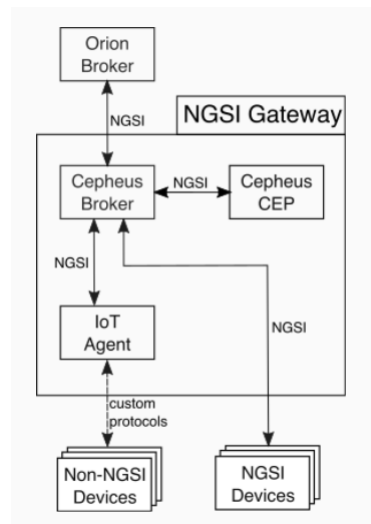 Orion
Broker
NGSI
NGSI Gateway
Cepheus
Broker
NGSI
Cepheus
CEP
NGSI
IoT
Agent
NGSI
custom
protocols
Non-NGSI
Devices
NGSI
Devices